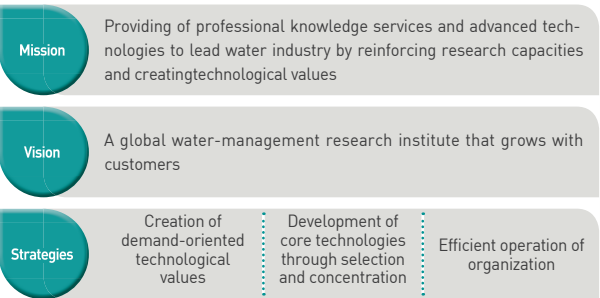 Mission
Providing of professional knowledge services and advanced tech-
nologies to lead water industry by reinforcing research capacities
and creatingtechnological values
Vision
A global water-management research institute that grows with
customers
Strategies
Creation of
demand-oriented
technological
values
Development of
core technologies
through selection
and concentration
Efficient operation of
organization